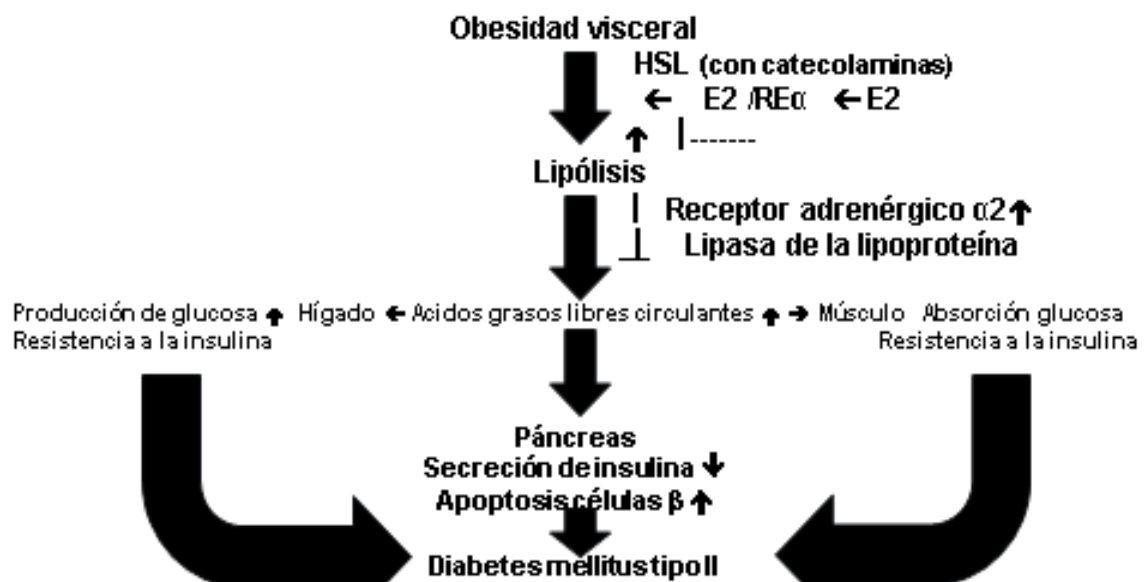 Obesidad visceral
HSL (con catecolaminas)
← E2 /REα ← E2
↑ |-------
Lipólisis
| Receptor adrenérgico α2 ↑
⊥ Lipasa de la lipoproteína
Producción de glucosa ↑ Hígado ← Acidos grasos libres circulantes ↑ → Músculo Absorción glucosa
Resistencia a la insulina Resistencia a la insulina
Páncreas
Secreción de insulina ↓
Apoptosis células β ↑
Diabetes mellitus tipo II